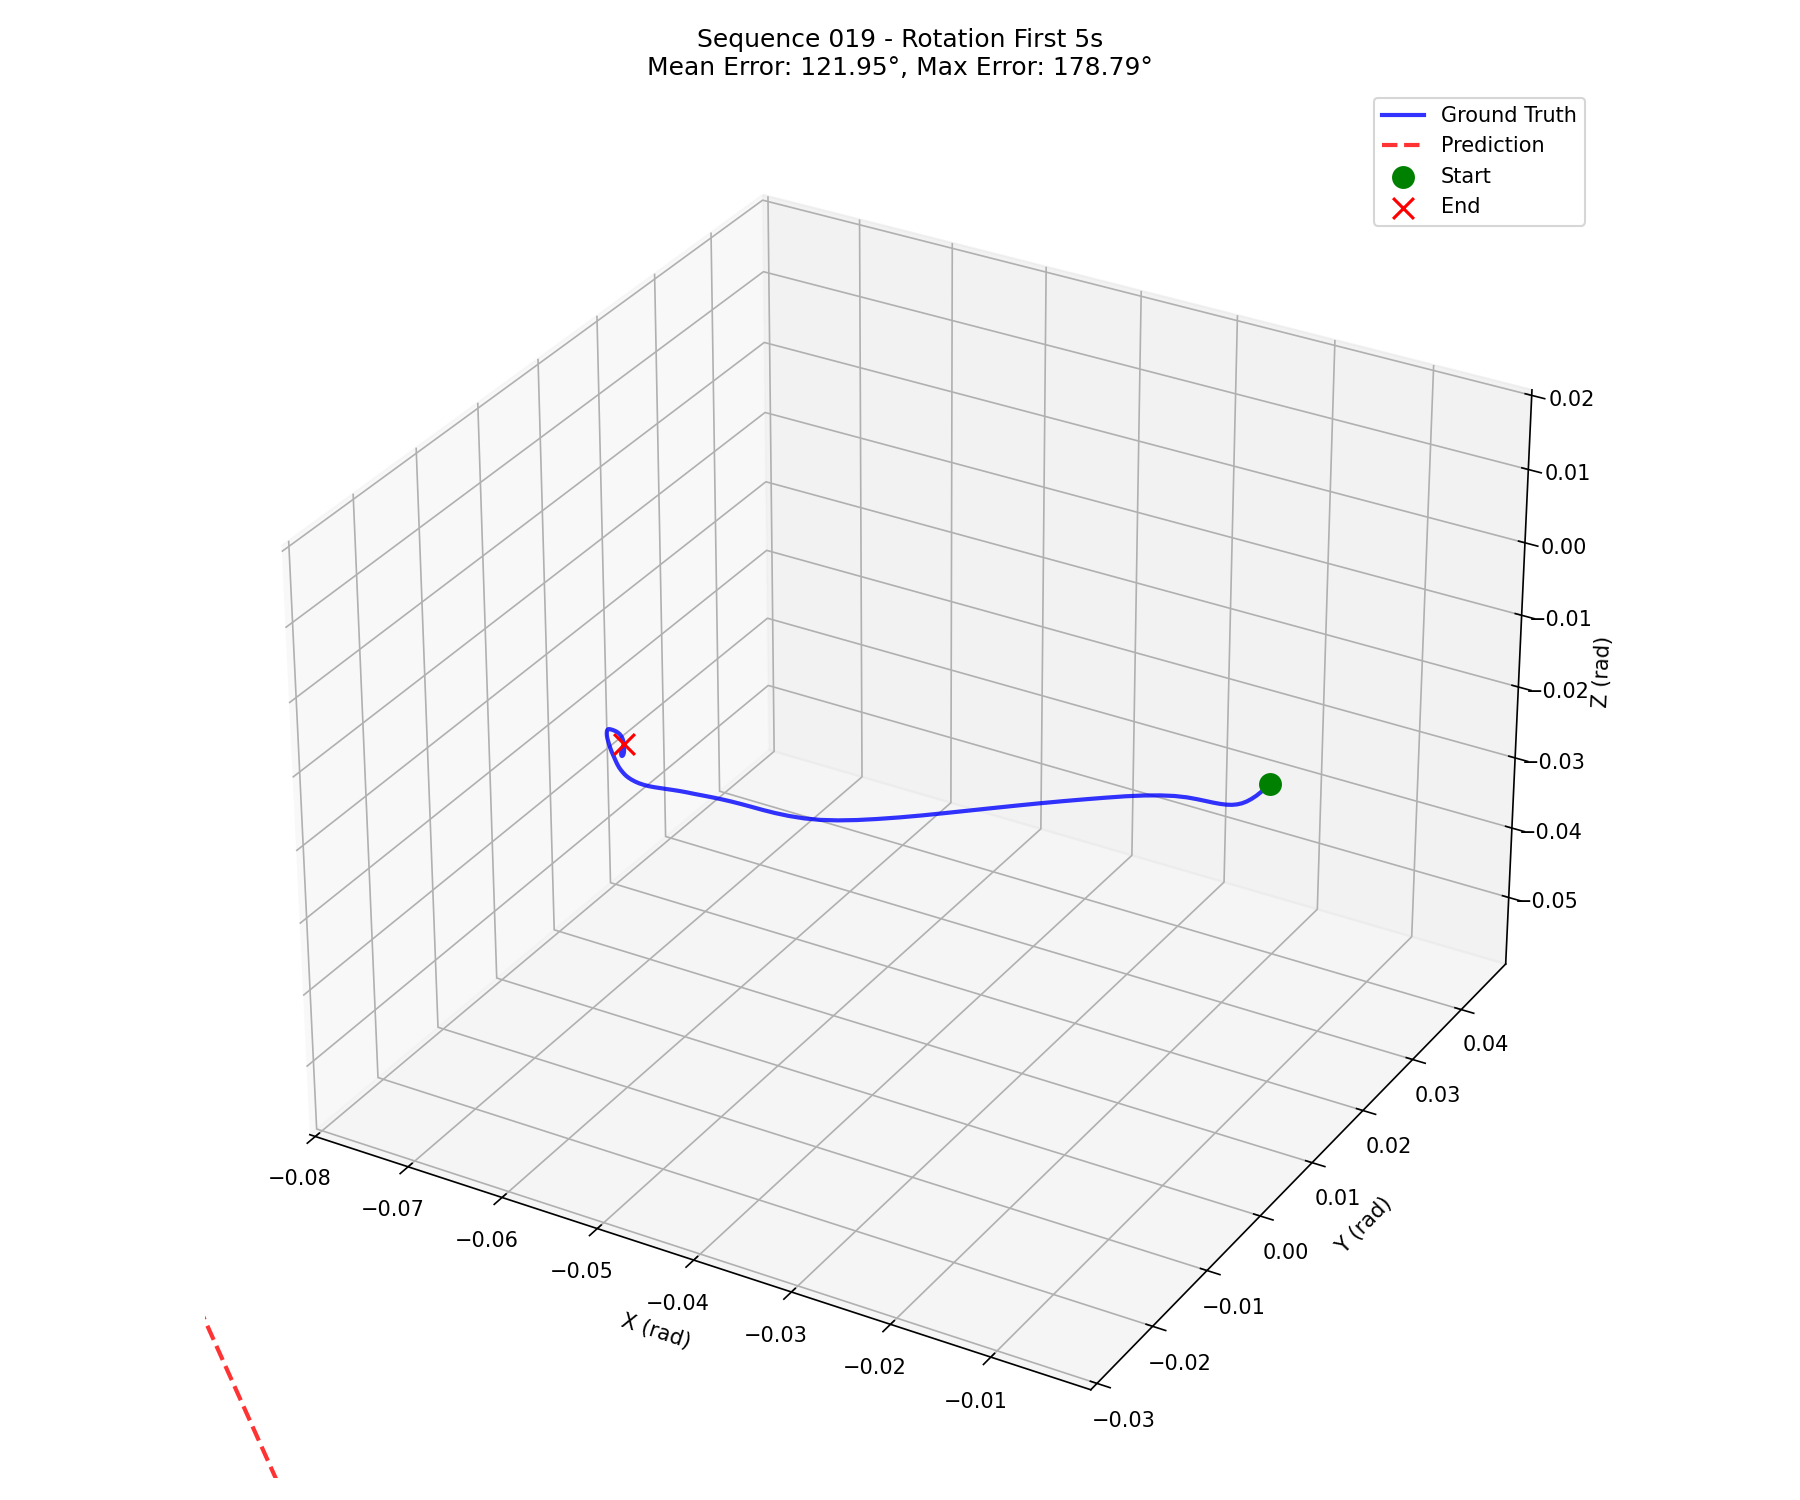 Sequence 019 - Rotation First 5s
Mean Error: 121.95°, Max Error: 178.79°
Ground Truth
Prediction
Start
End
0.02
0.01
0.00
−0.01
−0.02
−0.03
−0.04
−0.05
Z (rad)
0.04
0.03
0.02
0.01
0.00
−0.01
−0.02
−0.03
Y (rad)
−0.08
−0.07
−0.06
−0.05
−0.04
−0.03
−0.02
−0.01
X (rad)